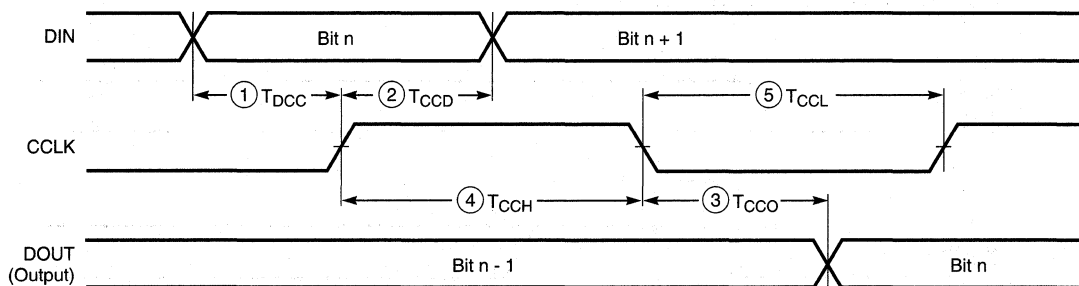 DIN
Bit n
Bit n + 1
① TDCC
② TCCD
⑤ TCCL
CCLK
④ TCCH
③ TCCO
DOUT
(Output)
Bit n - 1
Bit n